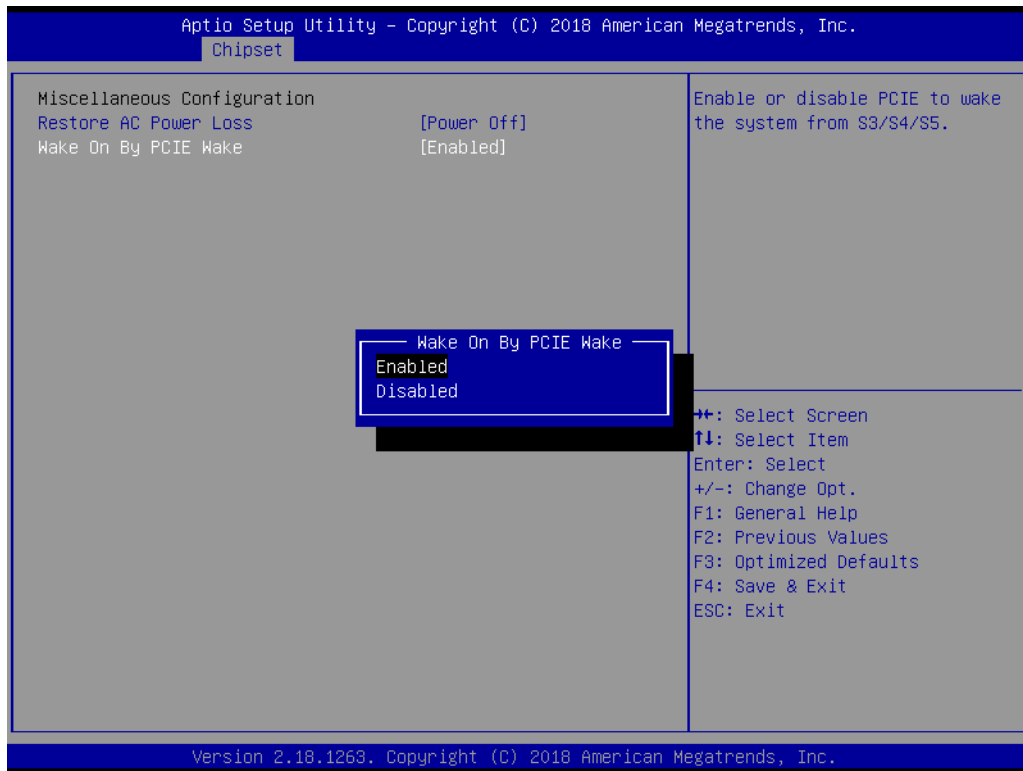 Aptio Setup Utility – Copyright (C) 2018 American Megatrends, Inc.
Chipset
Miscellaneous Configuration
Restore AC Power Loss [Power Off]
Wake On By PCIE Wake [Enabled]
Enable or disable PCIE to wake
the system from S3/S4/S5.
Wake On By PCIE Wake
Enabled
Disabled
→←: Select Screen
↑↓: Select Item
Enter: Select
+/-: Change Opt.
F1: General Help
F2: Previous Values
F3: Optimized Defaults
F4: Save & Exit
ESC: Exit
Version 2.18.1263. Copyright (C) 2018 American Megatrends, Inc.